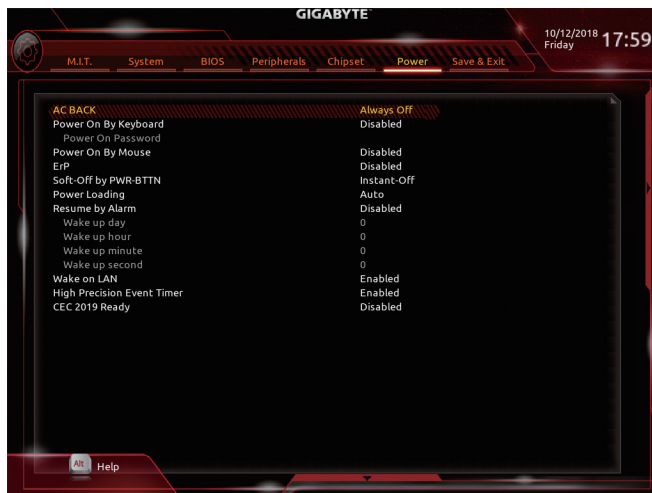 GIGABYTE™
10/12/2018 17:59
Friday
M.I.T. System BIOS Peripherals Chipset Power Save & Exit
AC BACK Always Off
Power On By Keyboard Disabled
Power On Password
Power On By Mouse Disabled
ErP Disabled
Soft-Off by PWR-BTTN Instant-Off
Power Loading Auto
Resume by Alarm Disabled
Wake up day 0
Wake up hour 0
Wake up minute 0
Wake up second 0
Wake on LAN Enabled
High Precision Event Timer Enabled
CEC 2019 Ready Disabled
Alt Help